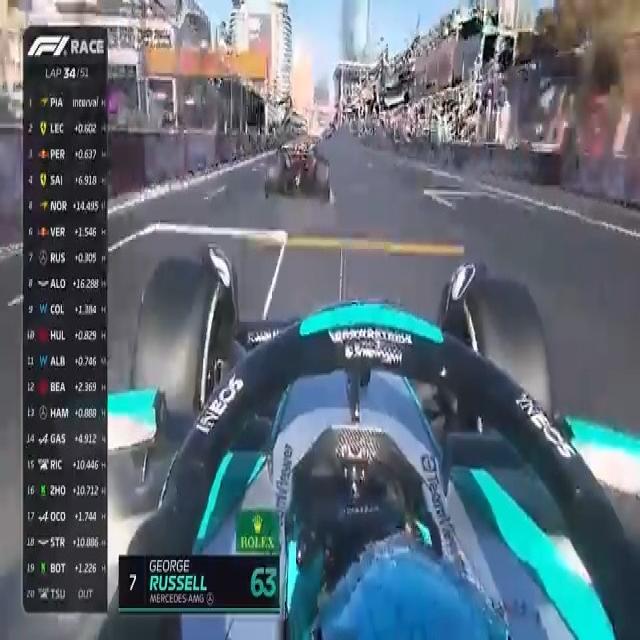 F1 RACE
LAP 34/51
1 PIA Interval H
2 LEC +0.602 H
3 PER +0.637 H
4 SAI +6.918 H
5 NOR +14.485 H
6 VER +1.546 H
7 RUS +0.305 H
8 ALO +16.288 H
9 COL +1.384 H
10 HUL +0.829 H
11 ALB +0.746 M
12 BEA +2.369 H
13 HAM +0.888 H
14 GAS +4.912 H
15 RIC +10.446 H
16 ZHO +10.712 H
17 OCO +1.744 H
18 STR +10.886 H
19 BOT +1.226 H
20 TSU OUT
INEOS
INEOS
ROLEX
7 GEORGE
RUSSELL 63
MERCEDES-AMG